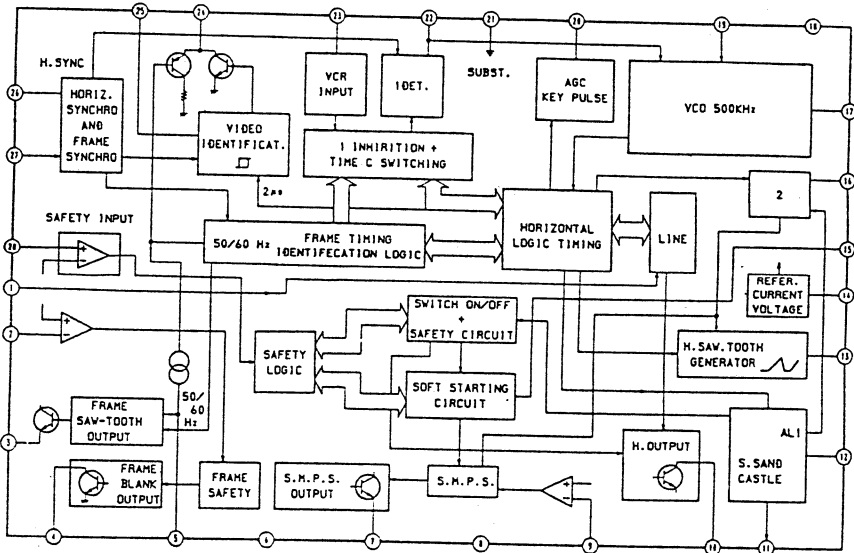 25
24
23
22
21
20
19
18
H.SYNC
HORIZ.
SYNCHRO
AND
FRAME
SYNCHRO
VCR
INPUT
1DET.
SUBST.
AGC
KEY PULSE
VCO 500KHz
26
27
17
VIDEO
IDENTIFICAT.
1 INHIRITION +
TIME C SWITCHING
2µs
16
2
SAFETY INPUT
50/60 Hz
FRAME TIMING
IDENTIFECATION LOGIC
HORIZONTAL
LOGIC TIMING
LINE
28
+
-
15
1
REFER.
CURRENT
VOLTAGE
14
2
+
-
SAFETY
LOGIC
SWITCH ON/OFF
+
SAFETY CIRCUIT
H.SAW.TOOTH
GENERATOR
13
SOFT STARTING
CIRCUIT
50/
60
Hz
FRAME
SAW-TOOTH
OUTPUT
3
H.OUTPUT
AL1
S.SAND
CASTLE
12
FRAME
BLANK
OUTPUT
FRAME
SAFETY
S.M.P.S.
OUTPUT
S.M.P.S.
+
-
4
5
6
7
8
9
10
11